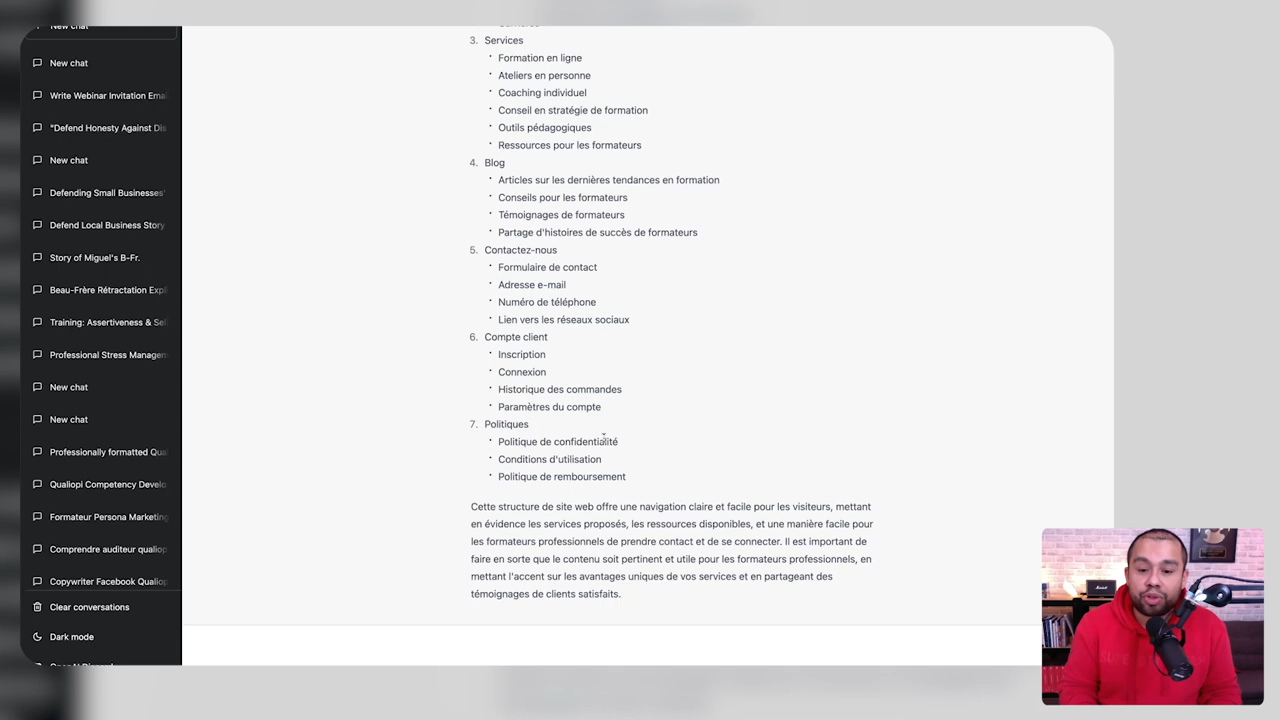 New chat
New chat
Write Webinar Invitation Ema
"Defend Honesty Against Dis
New chat
Defending Small Businesses'
Defend Local Business Story
Story of Miguel's B-Fr.
Beau-Frère Rétractation Expl
Training: Assertiveness & Sel
Professional Stress Managem
New chat
New chat
Professionally formatted Qua
Qualiopi Competency Develo
Formateur Persona Marketing
Comprendre auditeur qualiop
Copywriter Facebook Qualiop
Clear conversations
Dark mode
3. Services
· Formation en ligne
· Ateliers en personne
· Coaching individuel
· Conseil en stratégie de formation
· Outils pédagogiques
· Ressources pour les formateurs
4. Blog
· Articles sur les dernières tendances en formation
· Conseils pour les formateurs
· Témoignages de formateurs
· Partage d'histoires de succès de formateurs
5. Contactez-nous
· Formulaire de contact
· Adresse e-mail
· Numéro de téléphone
· Lien vers les réseaux sociaux
6. Compte client
· Inscription
· Connexion
· Historique des commandes
· Paramètres du compte
7. Politiques
· Politique de confidentialité
· Conditions d'utilisation
· Politique de remboursement
Cette structure de site web offre une navigation claire et facile pour les visiteurs, mettant
en évidence les services proposés, les ressources disponibles, et une manière facile pour
les formateurs professionnels de prendre contact et de se connecter. Il est important de
faire en sorte que le contenu soit pertinent et utile pour les formateurs professionnels, en
mettant l'accent sur les avantages uniques de vos services et en partageant des
témoignages de clients satisfaits.